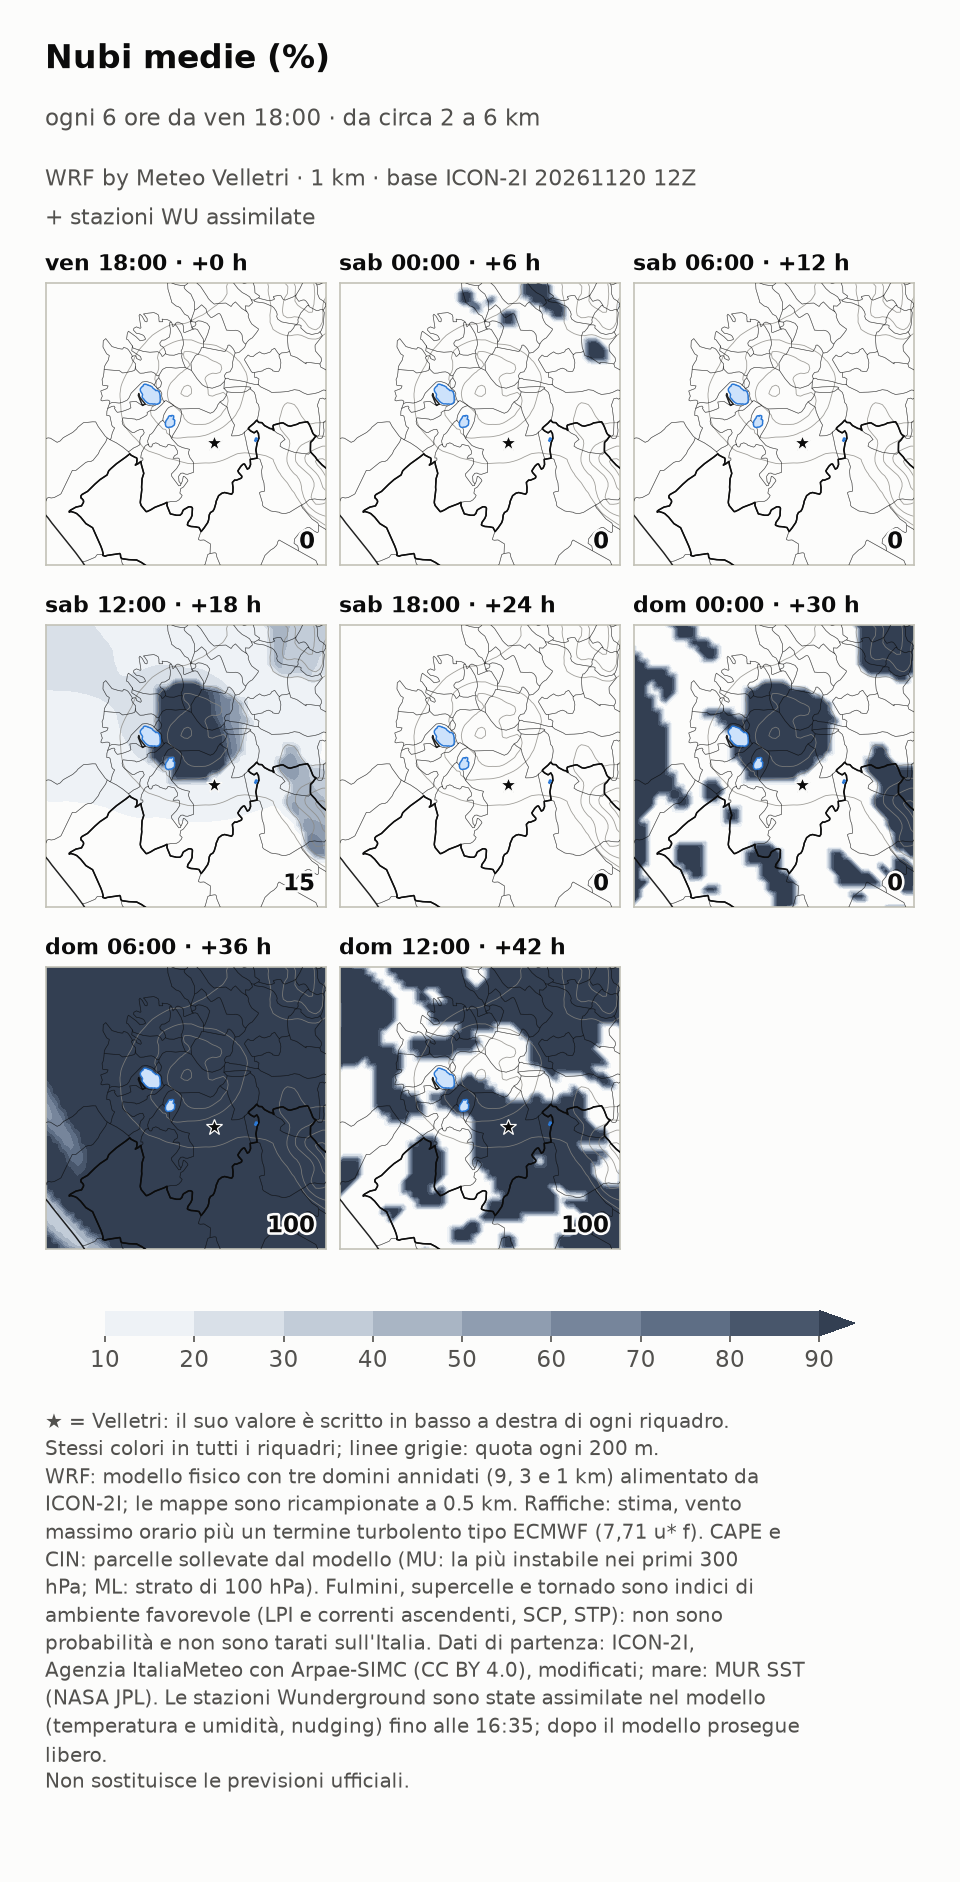 Nubi medie (%)
ogni 6 ore da ven 18:00 · da circa 2 a 6 km
WRF by Meteo Velletri · 1 km · base ICON-2I 20261120 12Z
+ stazioni WU assimilate
ven 18:00 · +0 h
sab 00:00 · +6 h
sab 06:00 · +12 h
0
0
0
sab 12:00 · +18 h
sab 18:00 · +24 h
dom 00:00 · +30 h
15
0
0
dom 06:00 · +36 h
dom 12:00 · +42 h
100
100
10 20 30 40 50 60 70 80 90
★ = Velletri: il suo valore è scritto in basso a destra di ogni riquadro.
Stessi colori in tutti i riquadri; linee grigie: quota ogni 200 m.
WRF: modello fisico con tre domini annidati (9, 3 e 1 km) alimentato da
ICON-2I; le mappe sono ricampionate a 0.5 km. Raffiche: stima, vento
massimo orario più un termine turbolento tipo ECMWF (7,71 u* f). CAPE e
CIN: parcelle sollevate dal modello (MU: la più instabile nei primi 300
hPa; ML: strato di 100 hPa). Fulmini, supercelle e tornado sono indici di
ambiente favorevole (LPI e correnti ascendenti, SCP, STP): non sono
probabilità e non sono tarati sull'Italia. Dati di partenza: ICON-2I,
Agenzia ItaliaMeteo con Arpae-SIMC (CC BY 4.0), modificati; mare: MUR SST
(NASA JPL). Le stazioni Wunderground sono state assimilate nel modello
(temperatura e umidità, nudging) fino alle 16:35; dopo il modello prosegue
libero.
Non sostituisce le previsioni ufficiali.